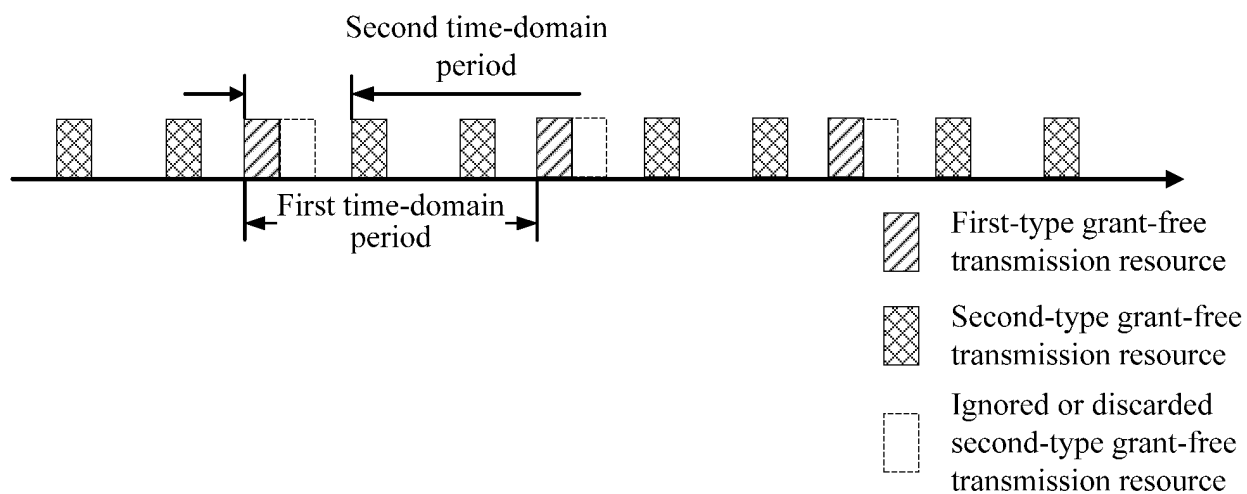 Second time-domain
period
First time-domain
period
First-type grant-free
transmission resource
Second-type grant-free
transmission resource
Ignored or discarded
second-type grant-free
transmission resource